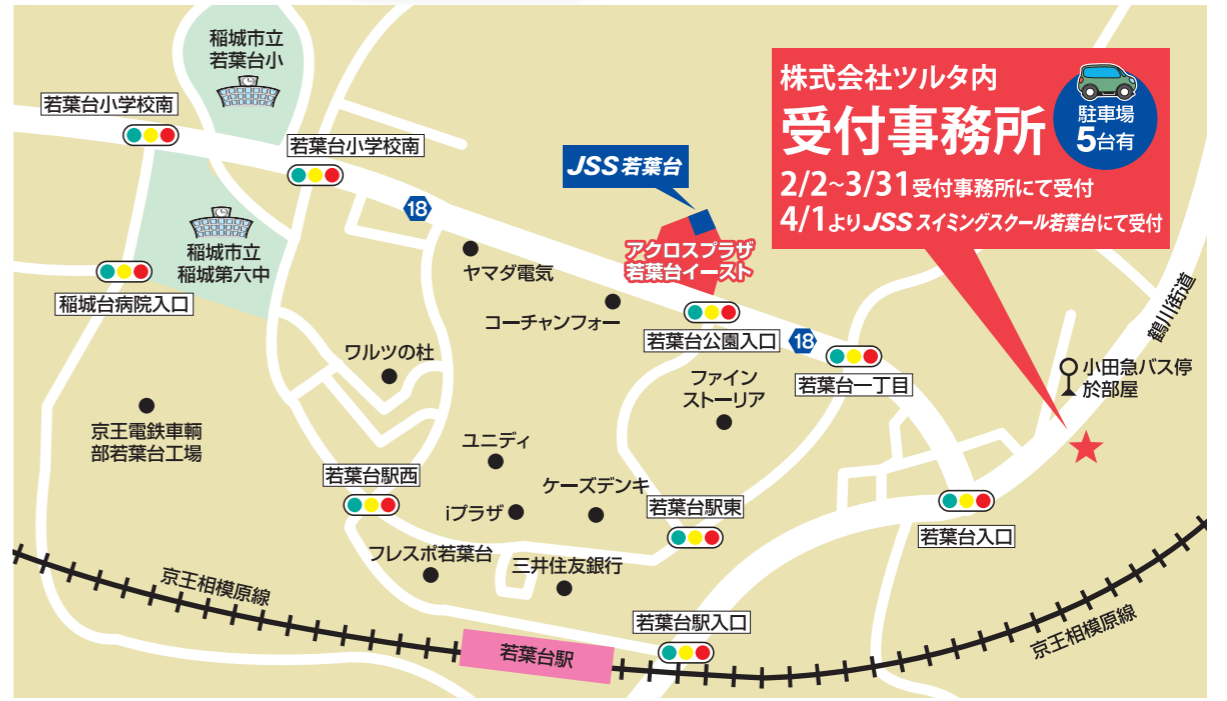 稲城市立
若葉台小
若葉台小学校南
若葉台小学校南
18
JSS 若葉台
株式会社ツルタ内
受付事務所
駐車場
5台有
2/2~3/31 受付事務所にて受付
4/1よりJSS スイミングスクール若葉台にて受付
稲城市立
稲城第六中
稲城台病院入口
ヤマダ電気
アクロスプラザ
若葉台イースト
コーチャンフォー
若葉台公園入口
18
若葉台一丁目
鶴川街道
小田急バス停
於部屋
ワルツの杜
ファイン
ストーリア
京王電鉄車輌
部若葉台工場
ユニディ
若葉台駅西
ケーズデンキ
iプラザ
若葉台駅東
若葉台入口
フレスポ若葉台
三井住友銀行
京王相模原線
若葉台駅入口
若葉台駅
京王相模原線